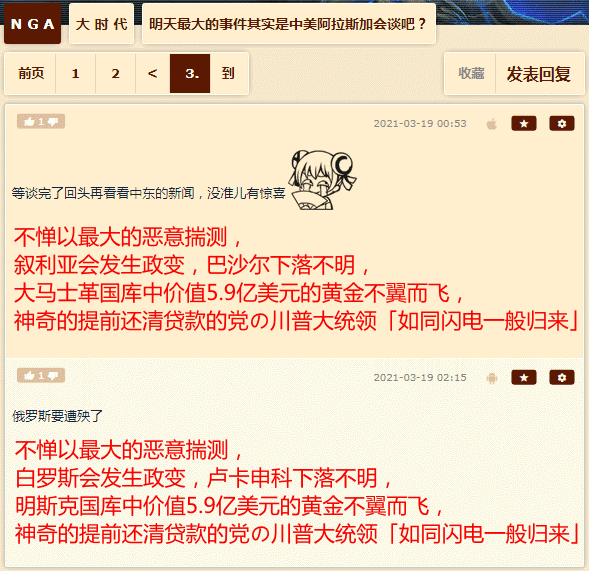 NGA
大时代
明天最大的事件其实是中美阿拉斯加会谈吧？
前页 1 2 < 3. 到
收藏 发表回复
1
2021-03-19 00:53
等谈完了回头再看看中东的新闻，没准儿有惊喜
不惮以最大的恶意揣测，
叙利亚会发生政变，巴沙尔下落不明，
大马士革国库中价值5.9亿美元的黄金不翼而飞，
神奇的提前还清贷款的党の川普大统领「如同闪电一般归来」
1
2021-03-19 02:15
俄罗斯要遭殃了
不惮以最大的恶意揣测，
白罗斯会发生政变，卢卡申科下落不明，
明斯克国库中价值5.9亿美元的黄金不翼而飞，
神奇的提前还清贷款的党の川普大统领「如同闪电一般归来」